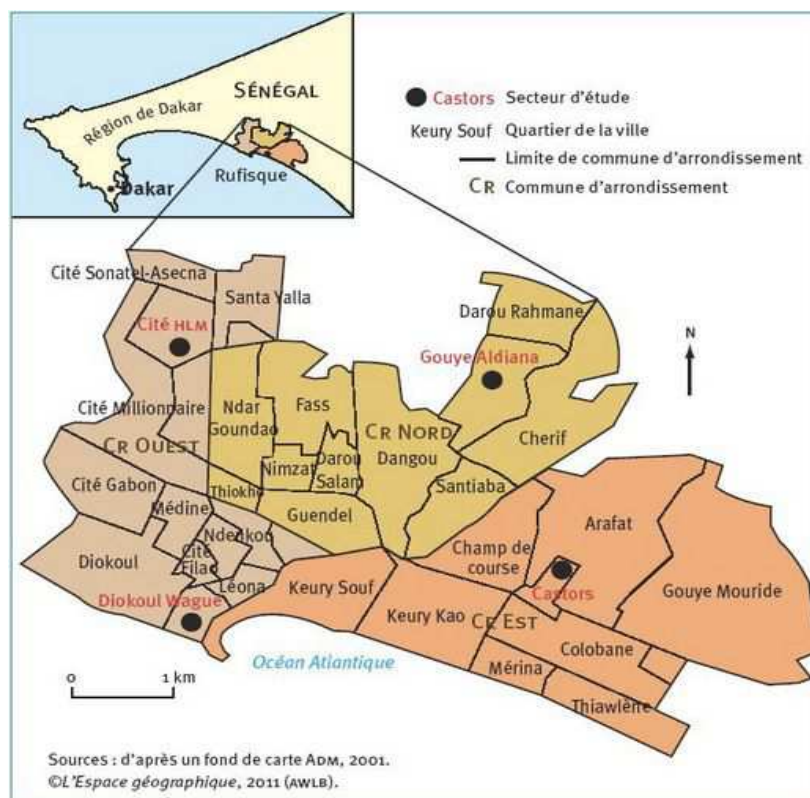 SÉNÉGAL
Région de Dakar
Dakar
Rufisque
Castors Secteur d'étude
Keury Souf Quartier de la ville
Limite de commune d'arrondissement
CR Commune d'arrondissement
Cité Sonatel-Asecna
Santa Yalla
Cité HLM
Darou Rahmane
Gouye Aldiana
N
Cité Millionnaire
Ndar
Goundao
Fass
CR NORD
Dangou
Cherif
CR OUEST
Nimzat
Darou
Salam
Cité Gabon
Thiokho
Santiaba
Médine
Guendel
Arafat
Ndenkou
Diokoul
Cité
Fila
Champ de
course
Léona
Keury Souf
Castors
Gouye Mouride
Diokoul Wague
Keury Kao
CR EST
Colobane
Océan Atlantique
Mérina
Thiawlène
0 1 km
Sources : d'après un fond de carte ADM, 2001.
©L'Espace géographique, 2011 (AWLB).